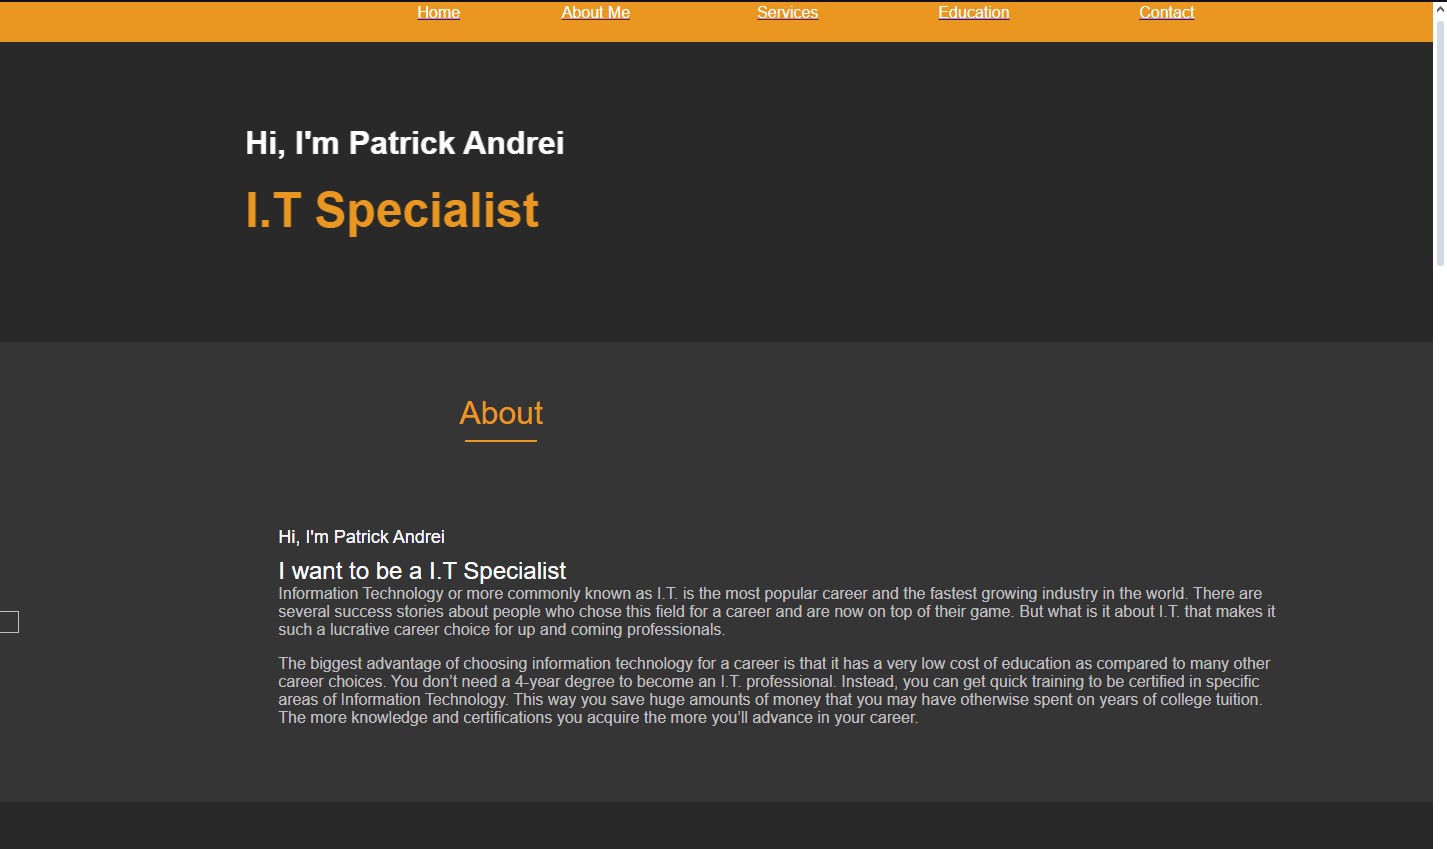 Home About Me Services Education Contact
Hi, I'm Patrick Andrei
I.T Specialist
About
Hi, I'm Patrick Andrei
I want to be a I.T Specialist
Information Technology or more commonly known as I.T. is the most popular career and the fastest growing industry in the world. There are
several success stories about people who chose this field for a career and are now on top of their game. But what is it about I.T. that makes it
such a lucrative career choice for up and coming professionals.
The biggest advantage of choosing information technology for a career is that it has a very low cost of education as compared to many other
career choices. You don’t need a 4-year degree to become an I.T. professional. Instead, you can get quick training to be certified in specific
areas of Information Technology. This way you save huge amounts of money that you may have otherwise spent on years of college tuition.
The more knowledge and certifications you acquire the more you’ll advance in your career.